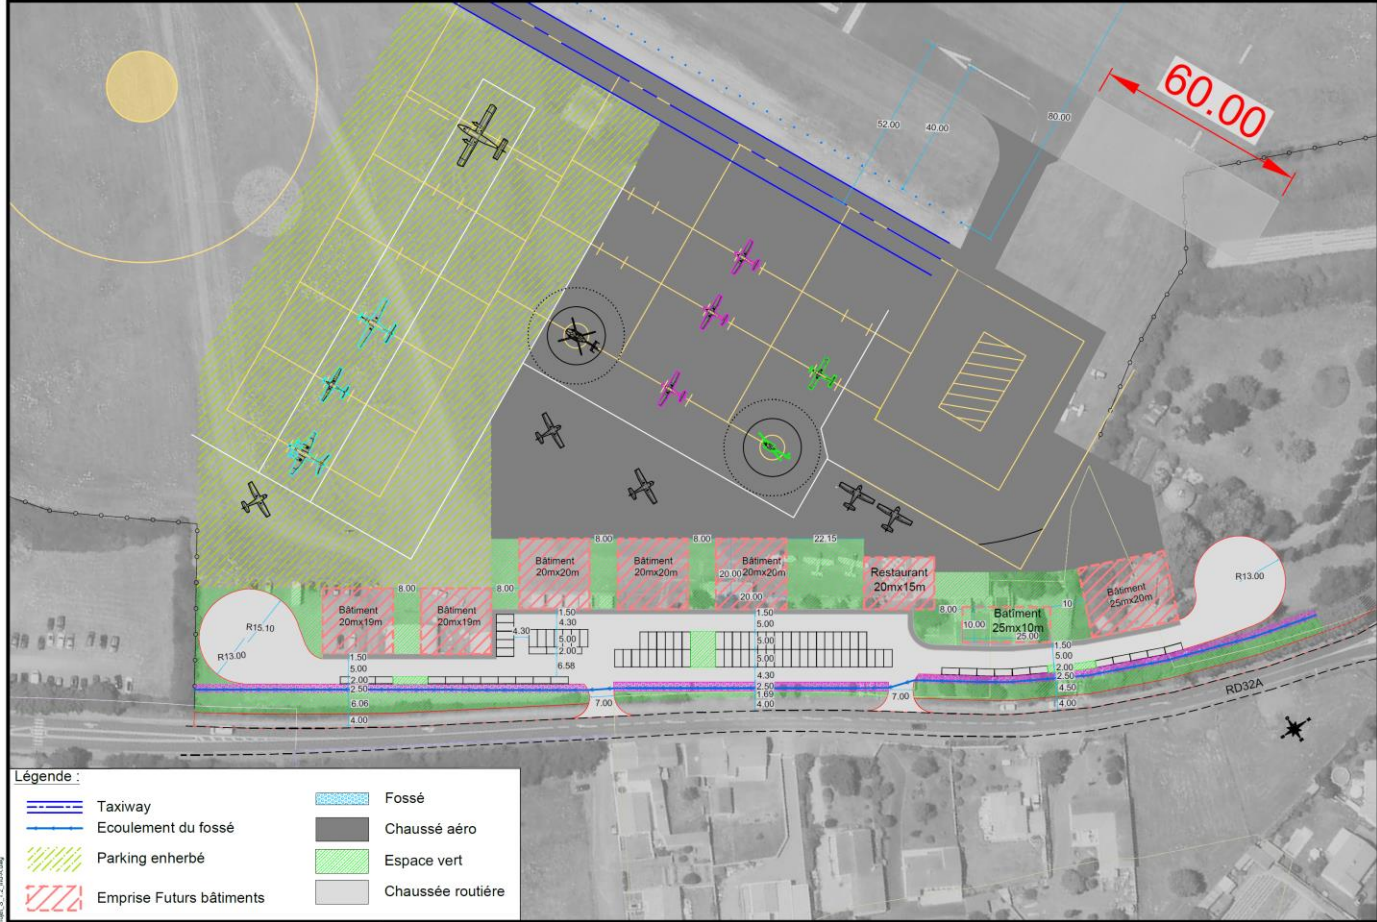 60.00
52.00
40.00
80.00
8.00
8.00
22.15
Bâtiment
20mx20m
Bâtiment
20mx20m
Bâtiment
20.00
20mx20m
20.00
Restaurant
20mx15m
Bâtiment
25mx20m
R13.00
8.00
8.00
Bâtiment
20mx19m
Bâtiment
20mx19m
8.00
10.00
Bâtiment
25mx10m
25.00
10
R15.10
R13.00
1.50
4.30
4.30
5.00
2.00
6.58
1.50
5.00
5.00
5.00
4.30
2.50
1.69
4.00
1.50
5.00
2.00
2.50
4.50
4.00
1.50
5.00
2.00
2.50
6.06
4.00
7.00
7.00
RD32A
Légende :
Taxiway
Ecoulement du fossé
Parking enherbé
Emprise Futurs bâtiments
Fossé
Chaussé aéro
Espace vert
Chaussée routiére